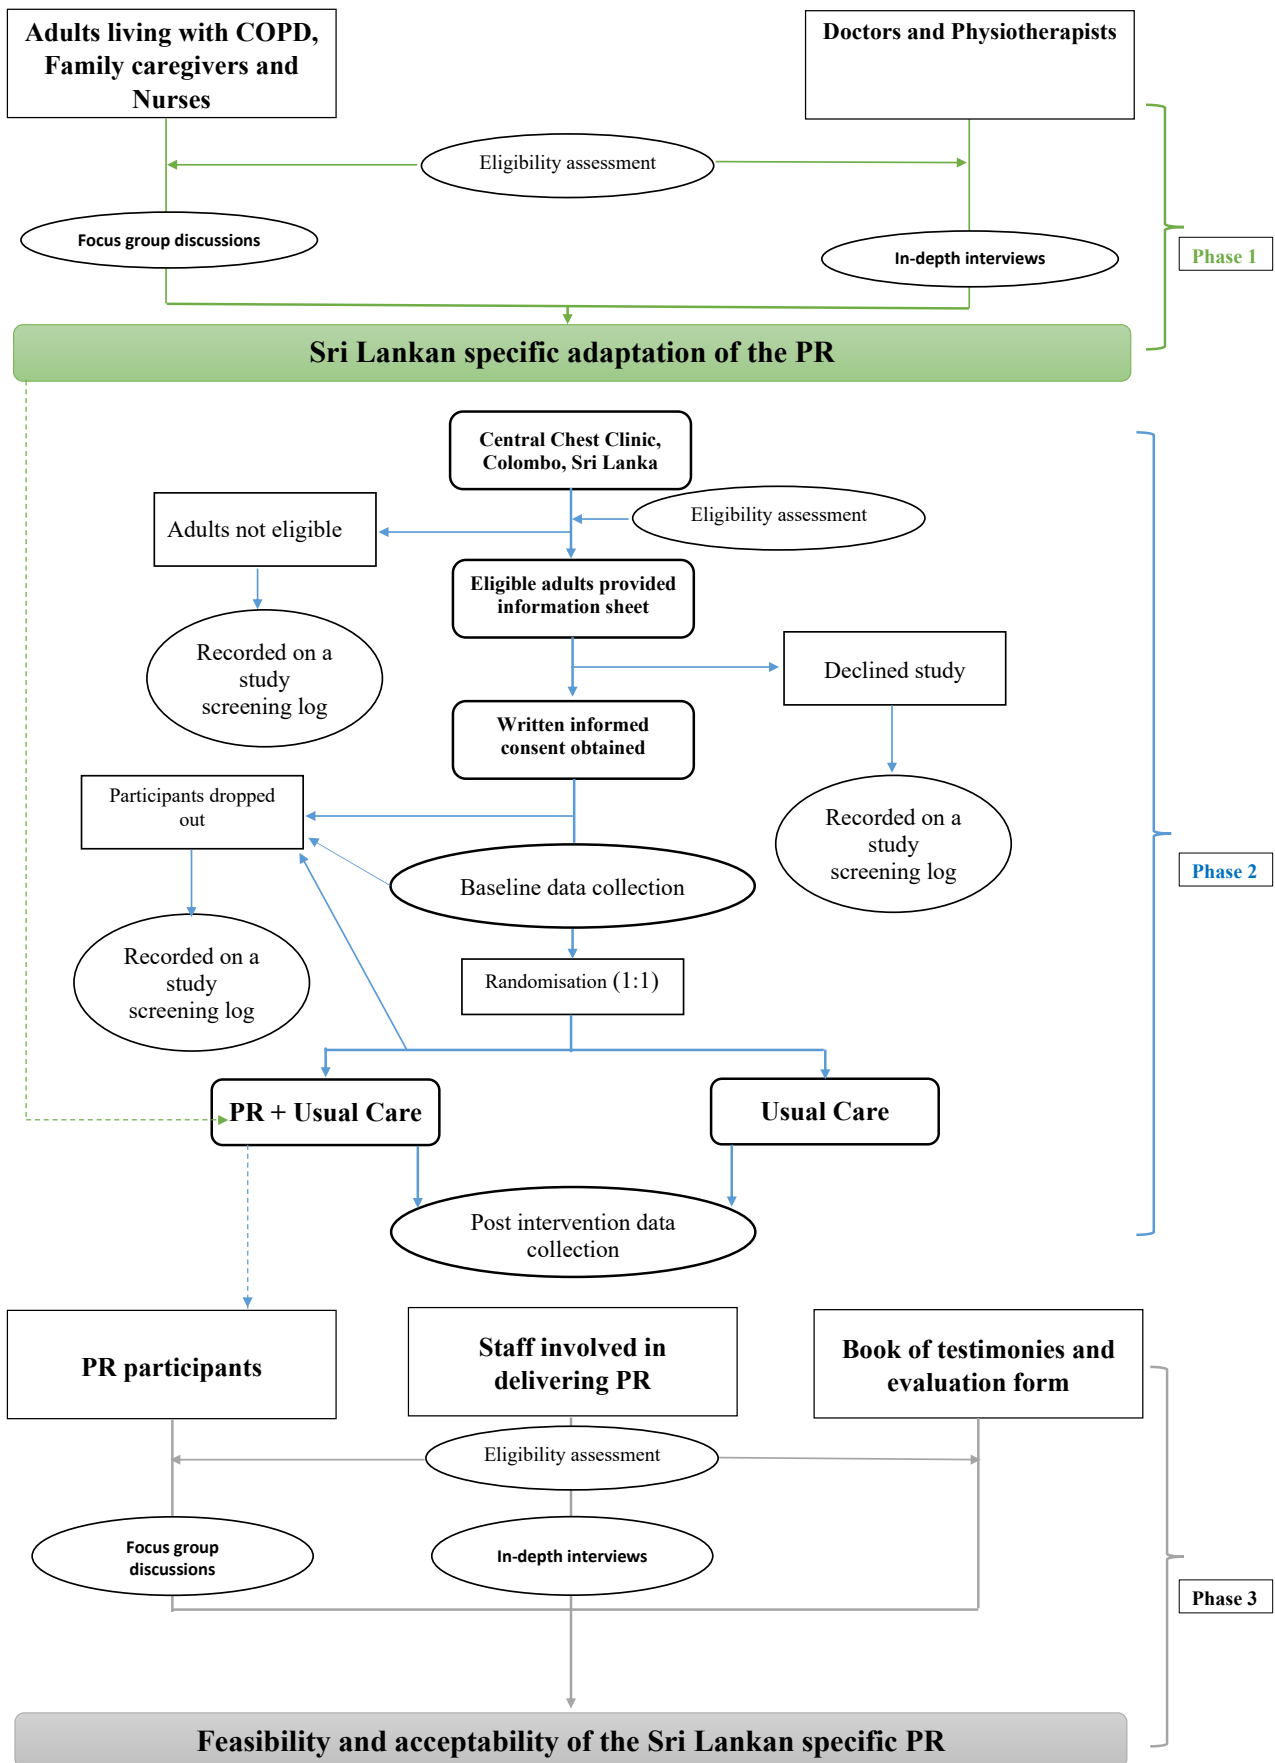 Adults living with COPD,
Family caregivers and
Nurses
Doctors and Physiotherapists
Eligibility assessment
Focus group discussions
In-depth interviews
Phase 1
Sri Lankan specific adaptation of the PR
Central Chest Clinic,
Colombo, Sri Lanka
Eligibility assessment
Adults not eligible
Eligible adults provided
information sheet
Recorded on a
study
screening log
Declined study
Written informed
consent obtained
Participants dropped
out
Recorded on a
study
screening log
Baseline data collection
Phase 2
Recorded on a
study
screening log
Randomisation (1:1)
PR + Usual Care
Usual Care
Post intervention data
collection
PR participants
Staff involved in
delivering PR
Book of testimonies and
evaluation form
Eligibility assessment
Focus group
discussions
In-depth interviews
Phase 3
Feasibility and acceptability of the Sri Lankan specific PR